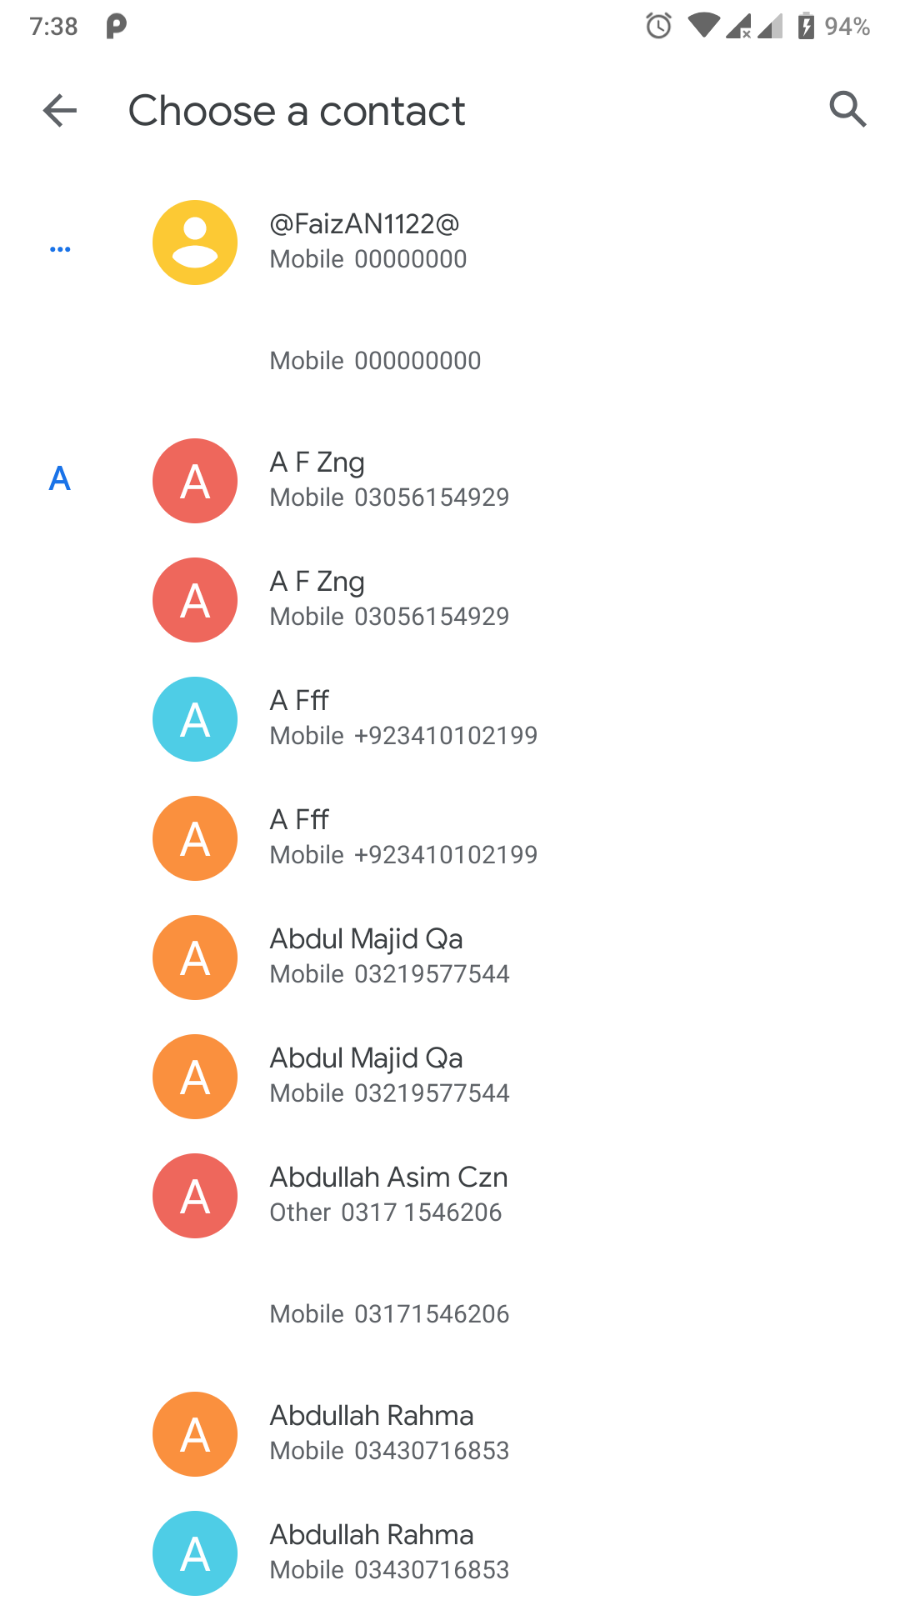 7:38 94%
Choose a contact
...
@FaizAN1122@
Mobile 00000000
Mobile 000000000
A
A
A F Zng
Mobile 03056154929
A
A F Zng
Mobile 03056154929
A
A Fff
Mobile +923410102199
A
A Fff
Mobile +923410102199
A
Abdul Majid Qa
Mobile 03219577544
A
Abdul Majid Qa
Mobile 03219577544
A
Abdullah Asim Czn
Other 0317 1546206
Mobile 03171546206
A
Abdullah Rahma
Mobile 03430716853
A
Abdullah Rahma
Mobile 03430716853